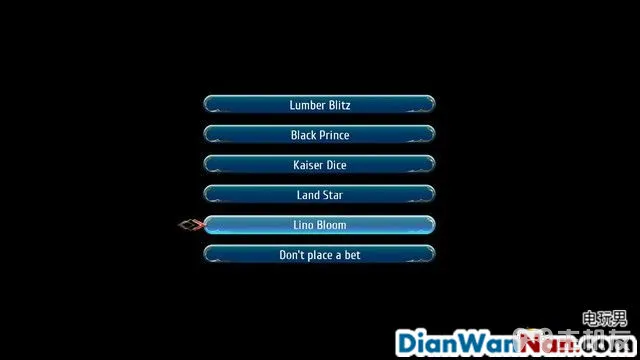 Lumber Blitz
Black Prince
Kaiser Dice
Land Star
Lino Bloom
Don't place a bet
电玩男
DianWanNan.com